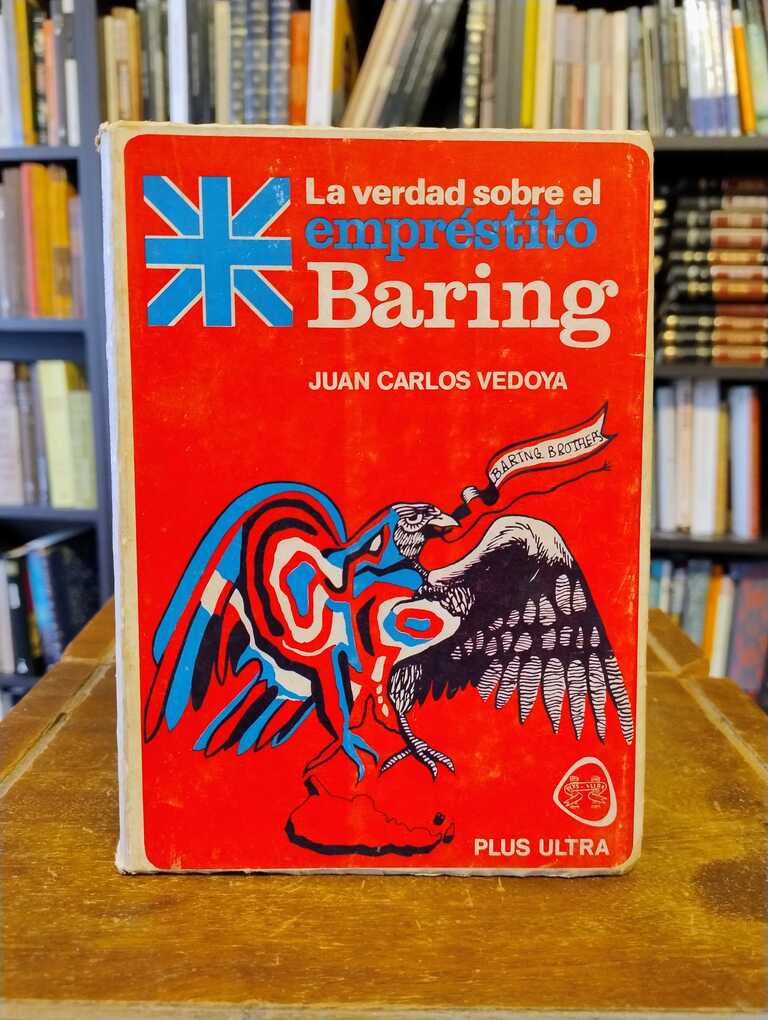 La verdad sobre el
empréstito
Baring
JUAN CARLOS VEDOYA
BARING BROTHERS
PLUS ULTRA